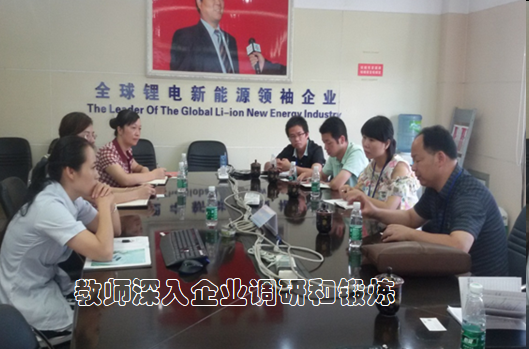 全球锂电新能源领袖企业
The Leader Of The Global Li-ion New Energy Industry
教师深入企业调研和锻炼